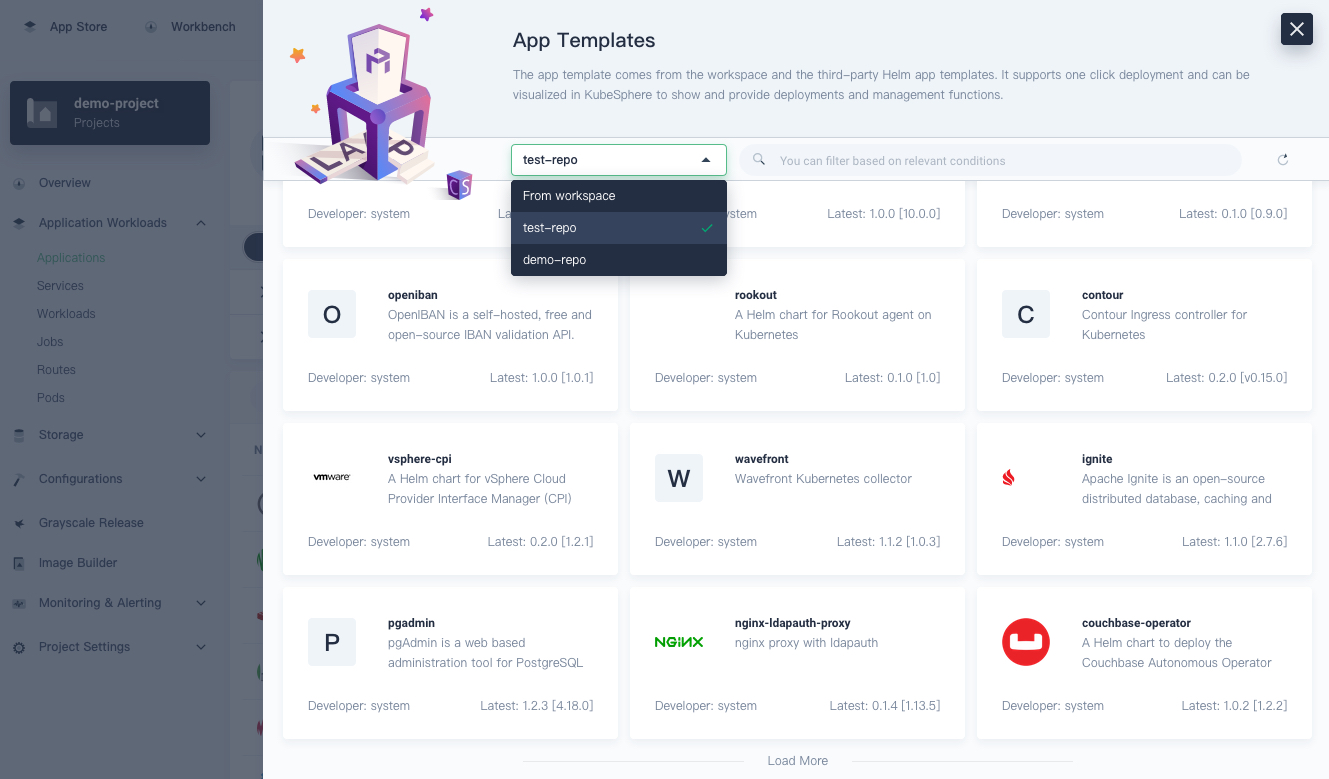 App Store
Workbench
demo-project
Projects
Overview
Application Workloads
Applications
Services
Workloads
Jobs
Routes
Pods
Storage
Configurations
Grayscale Release
Image Builder
Monitoring & Alerting
Project Settings
N
App Templates
The app template comes from the workspace and the third-party Helm app templates. It supports one click deployment and can be
visualized in KubeSphere to show and provide deployments and management functions.
LAPP
CS
test-repo
You can filter based on relevant conditions
From workspace
test-repo
demo-repo
Developer: system
La
stem
Latest: 1.0.0 [10.0.0]
Developer: system
Latest: 0.1.0 [0.9.0]
O
openiban
OpenIBAN is a self-hosted, free and
open-source IBAN validation API.
Developer: system
Latest: 1.0.0 [1.0.1]
rookout
A Helm chart for Rookout agent on
Kubernetes
Developer: system
Latest: 0.1.0 [1.0]
C
contour
Contour Ingress controller for
Kubernetes
Developer: system
Latest: 0.2.0 [v0.15.0]
vmware
vsphere-cpi
A Helm chart for vSphere Cloud
Provider Interface Manager (CPI)
Developer: system
Latest: 0.2.0 [1.2.1]
W
wavefront
Wavefront Kubernetes collector
Developer: system
Latest: 1.1.2 [1.0.3]
ignite
Apache Ignite is an open-source
distributed database, caching and
Developer: system
Latest: 1.1.0 [2.7.6]
P
pgadmin
pgAdmin is a web based
administration tool for PostgreSQL
Developer: system
Latest: 1.2.3 [4.18.0]
NGINX
nginx-ldapauth-proxy
nginx proxy with ldapauth
Developer: system
Latest: 0.1.4 [1.13.5]
couchbase-operator
A Helm chart to deploy the
Couchbase Autonomous Operator
Developer: system
Latest: 1.0.2 [1.2.2]
Load More